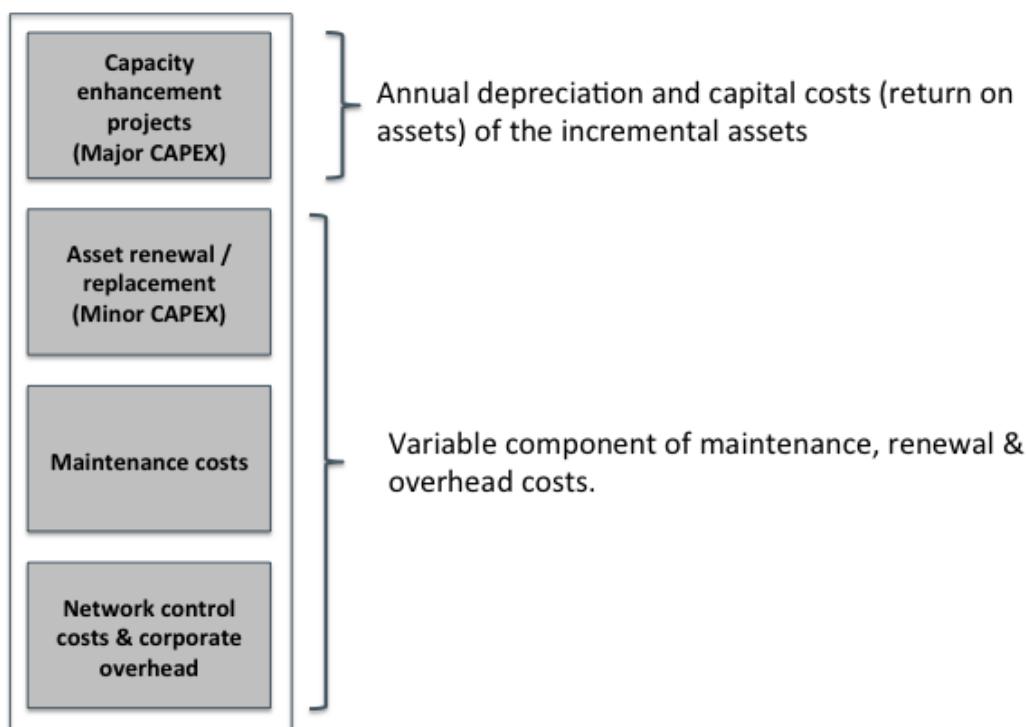 Capacity
enhancement
projects
(Major CAPEX)
Annual depreciation and capital costs (return on
assets) of the incremental assets
Asset renewal /
replacement
(Minor CAPEX)
Maintenance costs
Variable component of maintenance, renewal &
overhead costs.
Network control
costs & corporate
overhead